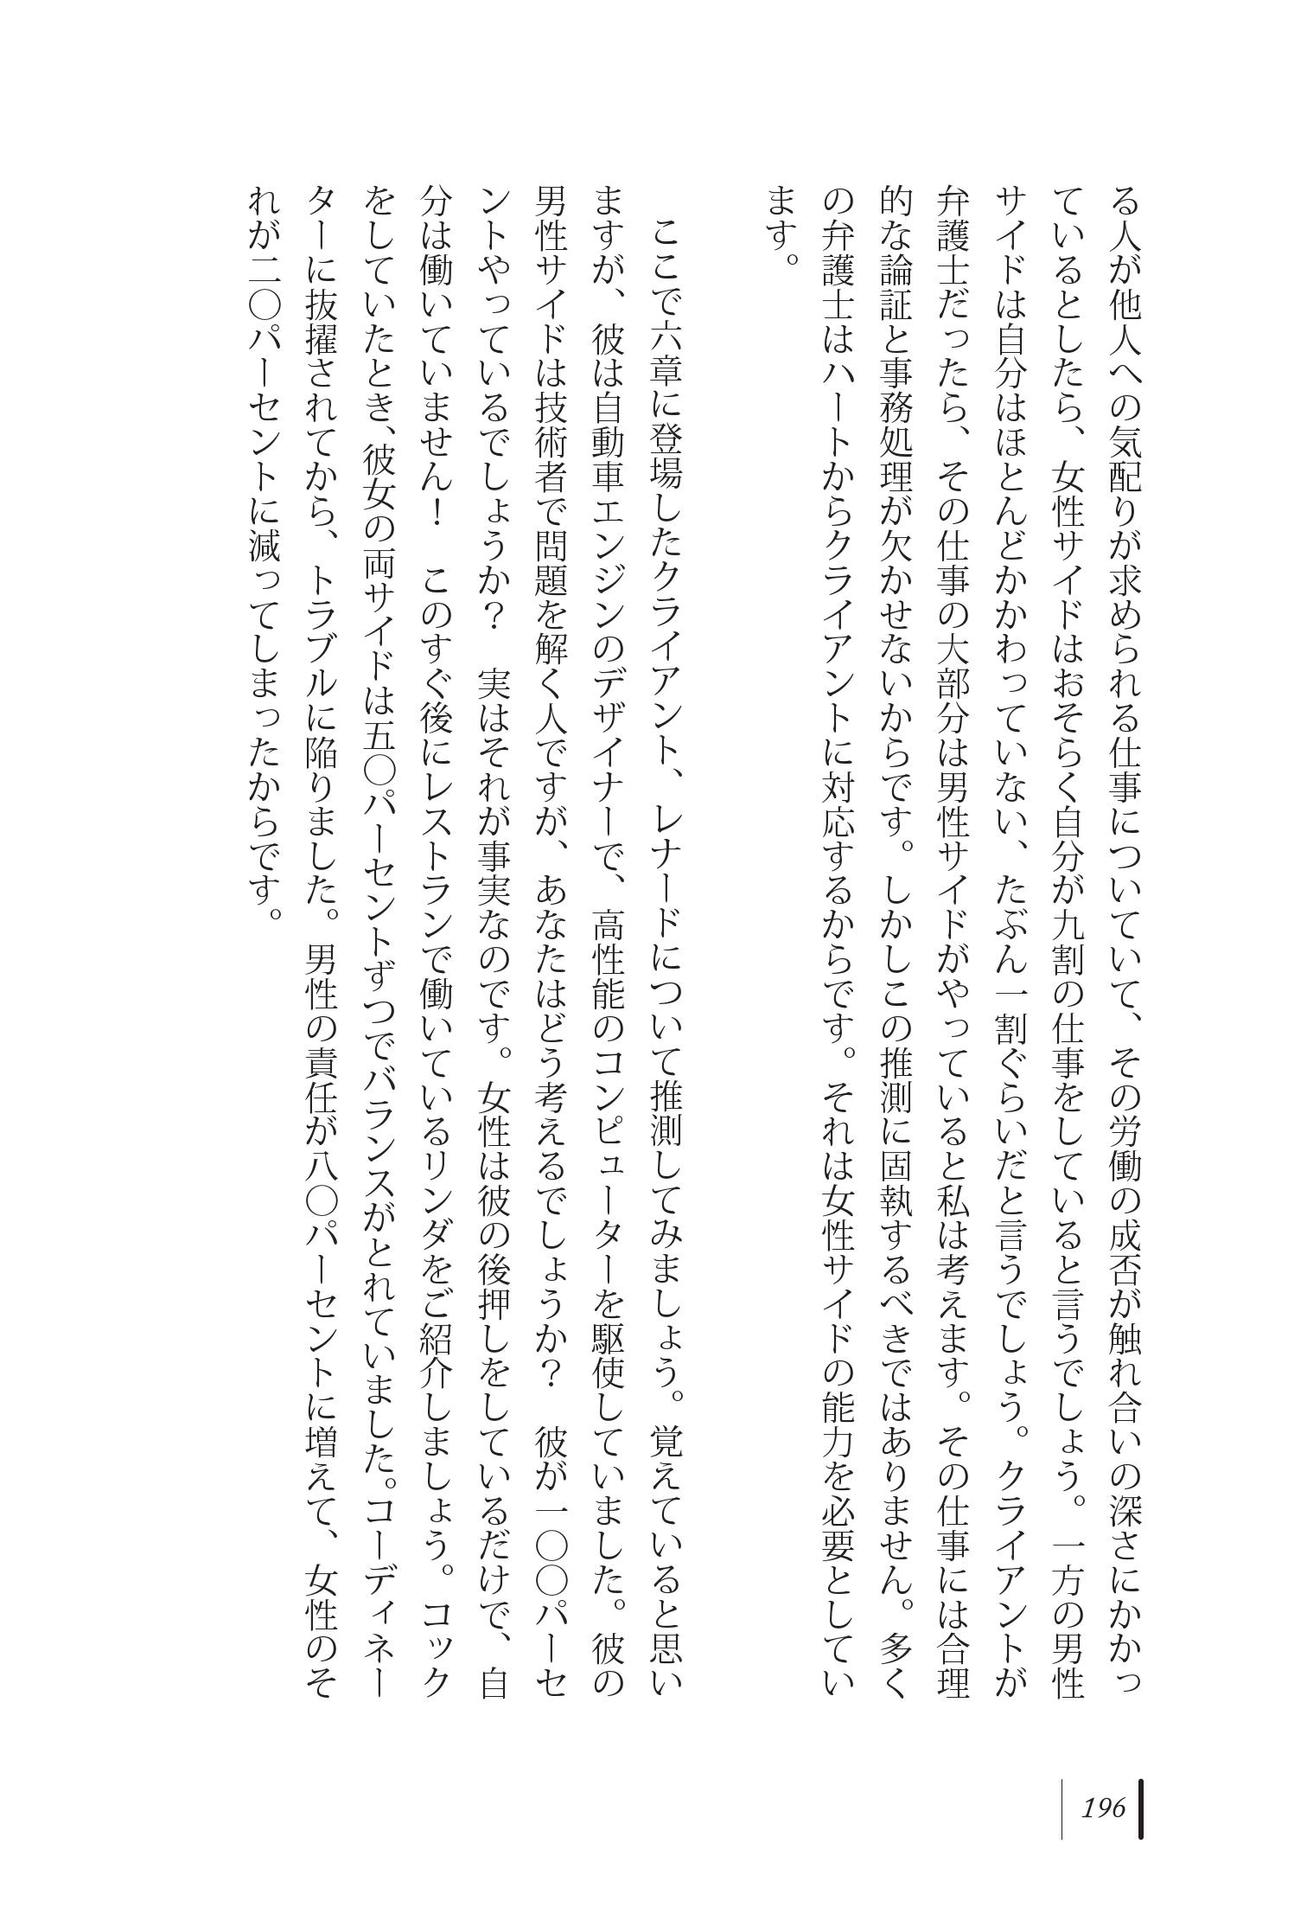 る人が他人への気配りが求められる仕事についていて、その労働の成否が触れ合いの深さにかかっ
ているとしたら、女性サイドはおそらく自分が九割の仕事をしていると言うでしょう。一方の男性
サイドは自分はほとんどかかわっていない、たぶん一割ぐらいだと言うでしょう。クライアントが
弁護士だったら、その仕事の大部分は男性サイドがやっていると私は考えます。その仕事には合理
的な論証と事務処理が欠かせないからです。しかしこの推測に固執するべきではありません。多く
の弁護士はハートからクライアントに対応するからです。それは女性サイドの能力を必要としてい
ます。
ここで六章に登場したクライアント、レナードについて推測してみましょう。覚えていると思い
ますが、彼は自動車エンジンのデザイナーで、高性能のコンピューターを駆使していました。彼の
男性サイドは技術者で問題を解く人ですが、あなたはどう考えるでしょうか？　彼が一〇〇パーセ
ントやっているでしょうか？　実はそれが事実なのです。女性は彼の後押しをしているだけで、自
分は働いていません！　このすぐ後にレストランで働いているリンダをご紹介しましょう。コック
をしていたとき、彼女の両サイドは五〇パーセントずつでバランスがとれていました。コーディネー
ターに抜擢されてから、トラブルに陥りました。男性の責任が八〇パーセントに増えて、女性のそ
れが二〇パーセントに減ってしまったからです。
196